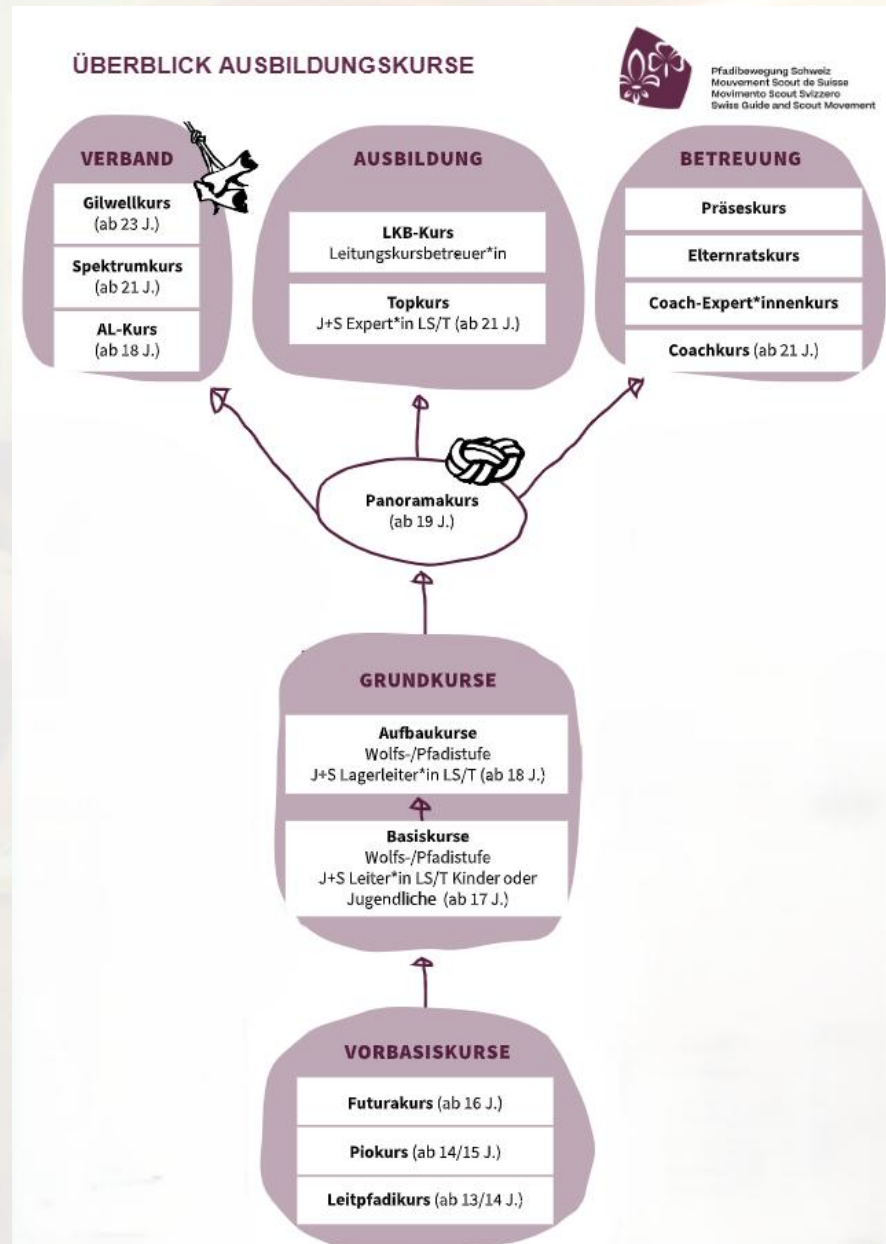 ÜBERBLICK AUSBILDUNGSKURSE
Pfadibewegung Schweiz
Mouvement Scout de Suisse
Movimento Scout Svizzero
Swiss Guide and Scout Movement
VERBAND
Gilwellkurs
(ab 23 J.)
Spektrumkurs
(ab 21 J.)
AL-Kurs
(ab 18 J.)
AUSBILDUNG
LKB-Kurs
Leitungskursbetreuer*in
Topkurs
J+S Expert*in LS/T (ab 21 J.)
BETREUUNG
Präseskurs
Elternratskurs
Coach-Expert*innenkurs
Coachkurs (ab 21 J.)
Panoramakurs
(ab 19 J.)
GRUNDKURSE
Aufbaukurse
Wolfs-/Pfadistufe
J+S Lagerleiter*in LS/T (ab 18 J.)
Basiskurse
Wolfs-/Pfadistufe
J+S Leiter*in LS/T Kinder oder
Jugendliche (ab 17 J.)
VORBASISKURSE
Futurakurs (ab 16 J.)
Piokurs (ab 14/15 J.)
Leitpfadikurs (ab 13/14 J.)